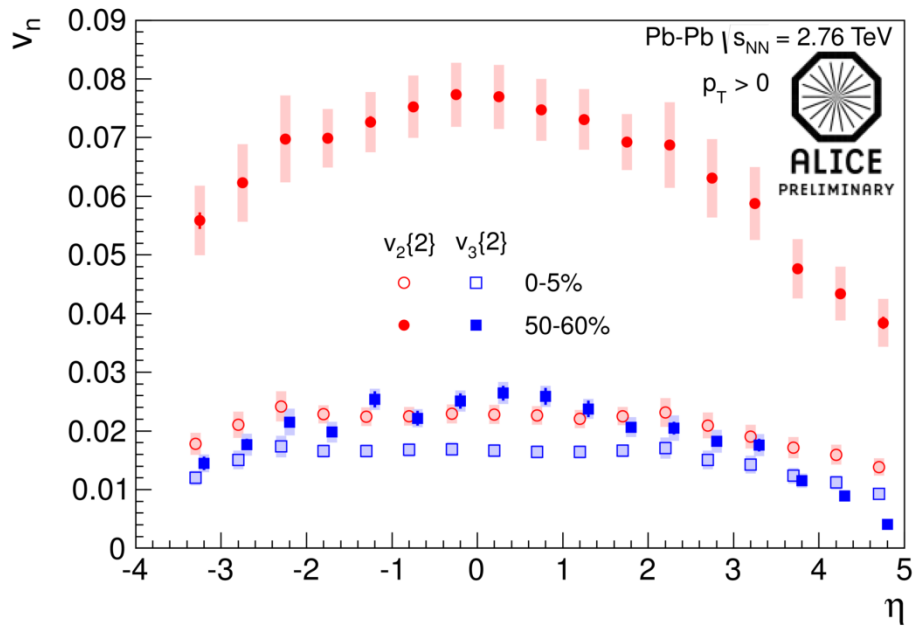 vₙ
0.09
0.08
0.07
0.06
0.05
0.04
0.03
0.02
0.01
0
Pb-Pb √sNN = 2.76 TeV
pT > 0
ALICE
PRELIMINARY
v₂{2} v₃{2}
0-5%
50-60%
-4 -3 -2 -1 0 1 2 3 4 5
η